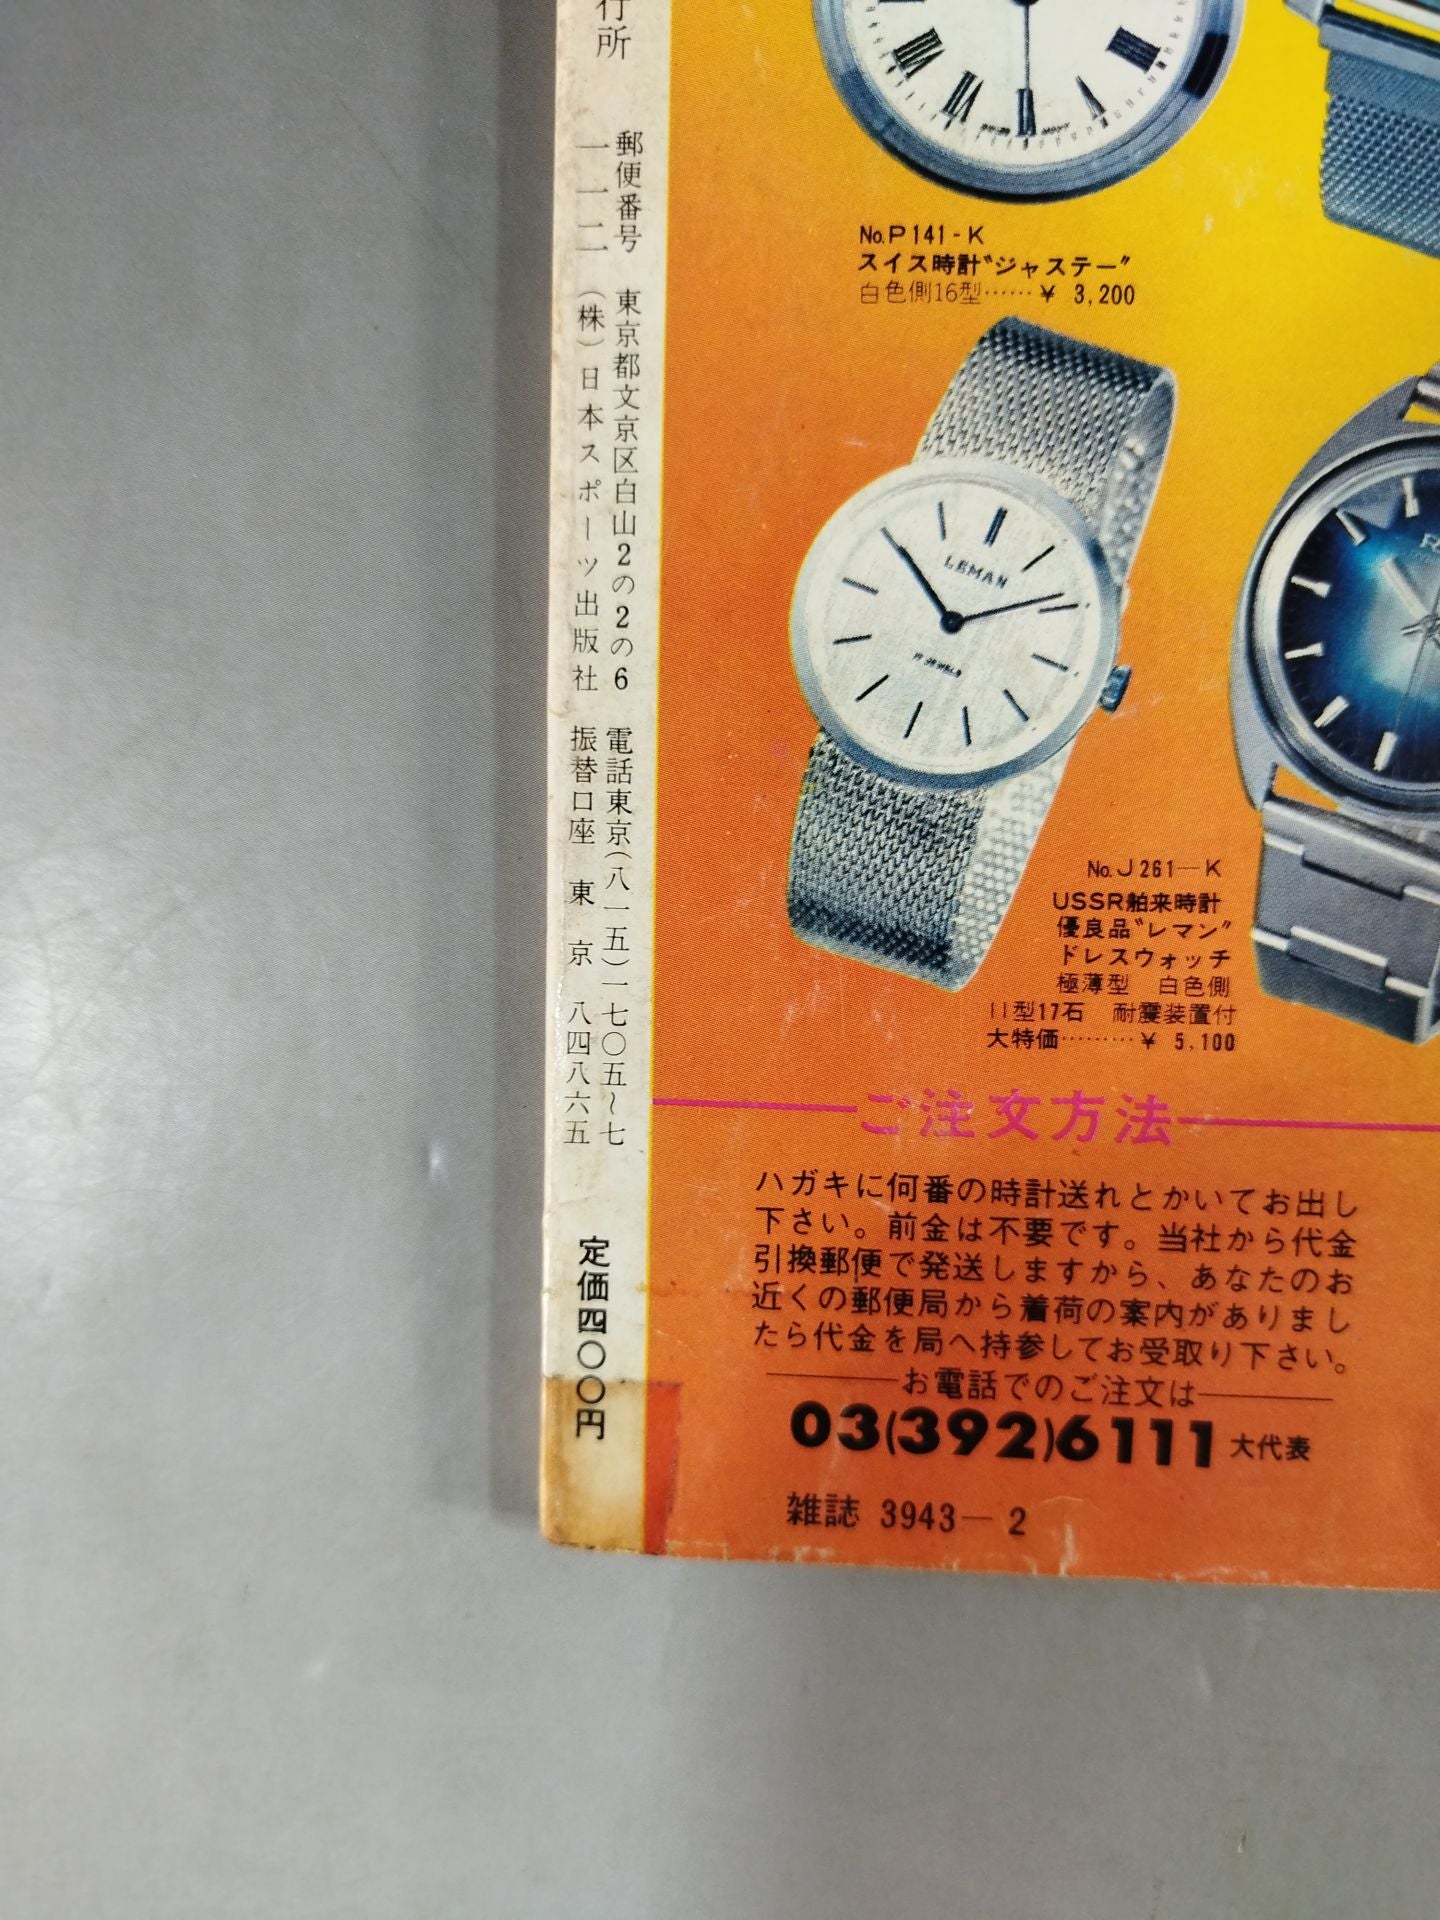 行所
郵便番号
一一二
東京都文京区白山2の2の6
(株)日本スポーツ出版社
電話東京(八一五)一七〇五〜七
振替口座 東京 八四八六五
定価四〇〇円
No.P141-K
スイス時計"ジャステー"
白色側16型……¥ 3,200
LEMAN
17 JEWELS
No.J261-K
USSR舶来時計
優良品"レマン"
ドレスウォッチ
極薄型 白色側
11型17石 耐震装置付
大特価………¥ 5,100
ご注文方法
ハガキに何番の時計送れとかいてお出し
下さい。前金は不要です。当社から代金
引換郵便で発送しますから、あなたのお
近くの郵便局から着荷の案内がありまし
たら代金を局へ持参してお受取り下さい。
お電話でのご注文は
03(392)6111大代表
雑誌 3943-2